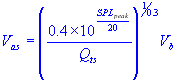 V_as = (0.4×10^(SPL_peak/20) / Q_ts)^(1/0.3) V_b